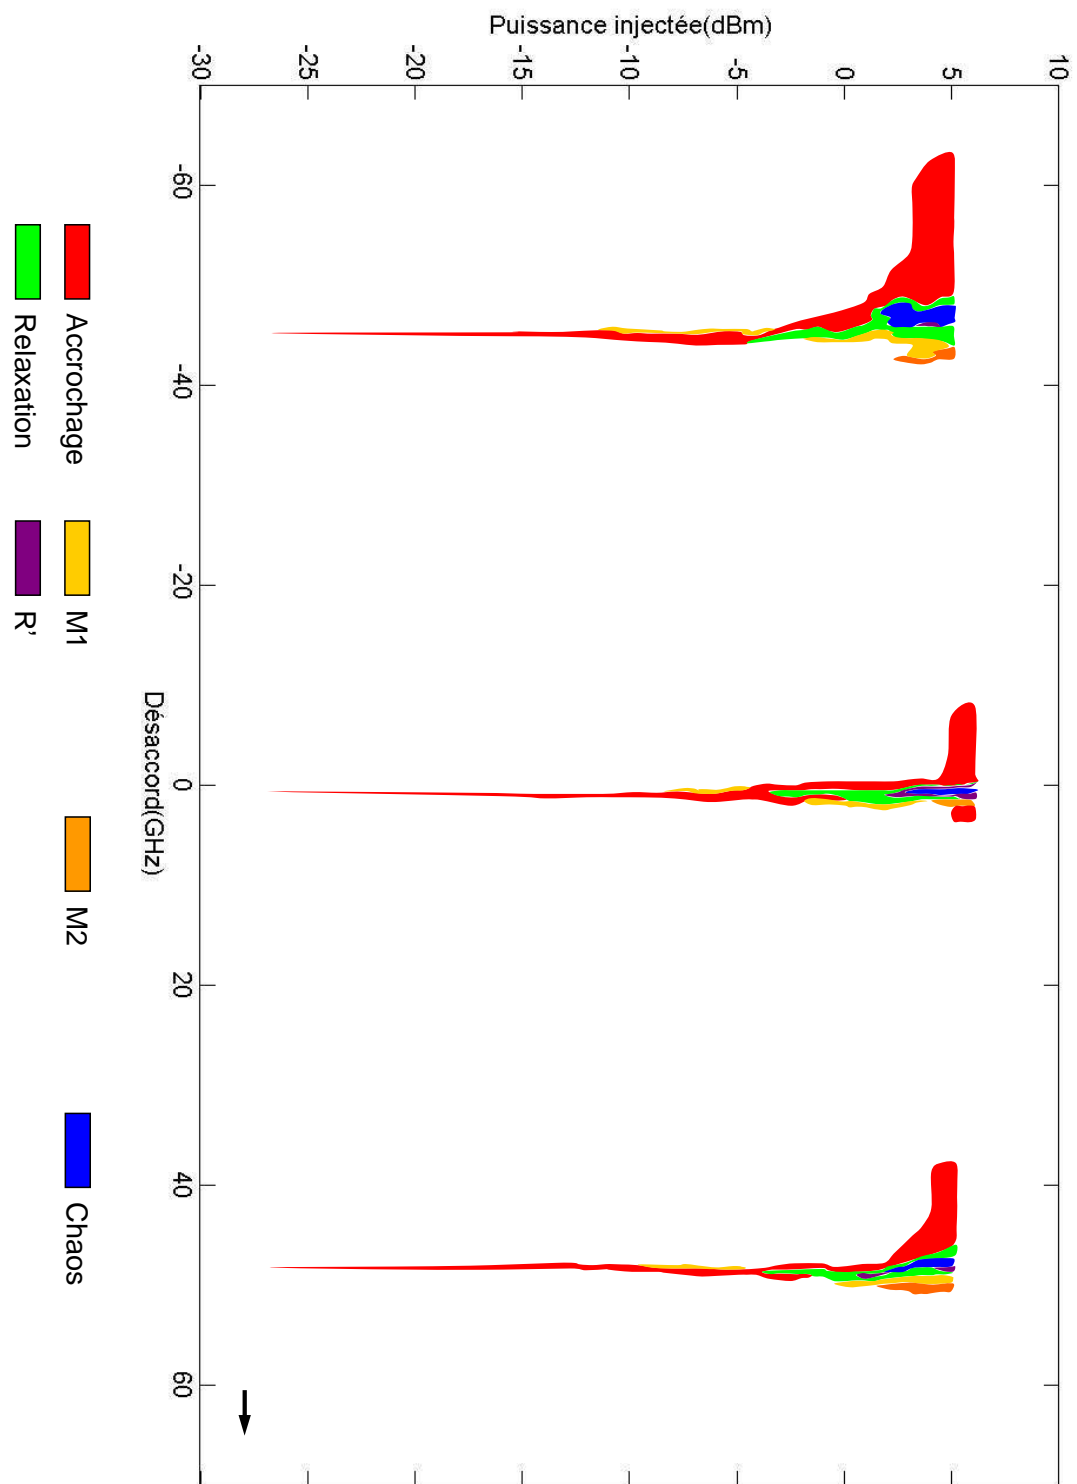 Puissance injectée(dBm)
-30
-25
-20
-15
-10
-5
0
5
10
-60
-40
-20
0
20
40
60
Désaccord(GHz)
Accrochage
M1
M2
Chaos
Relaxation
R’